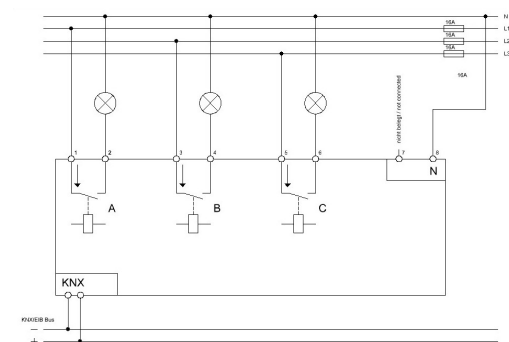 N
16A
L1
16A
L2
16A
L3
16A
nicht belegt / not connected
1
2
3
4
5
6
7
8
N
A
B
C
KNX
KNX/EIB Bus